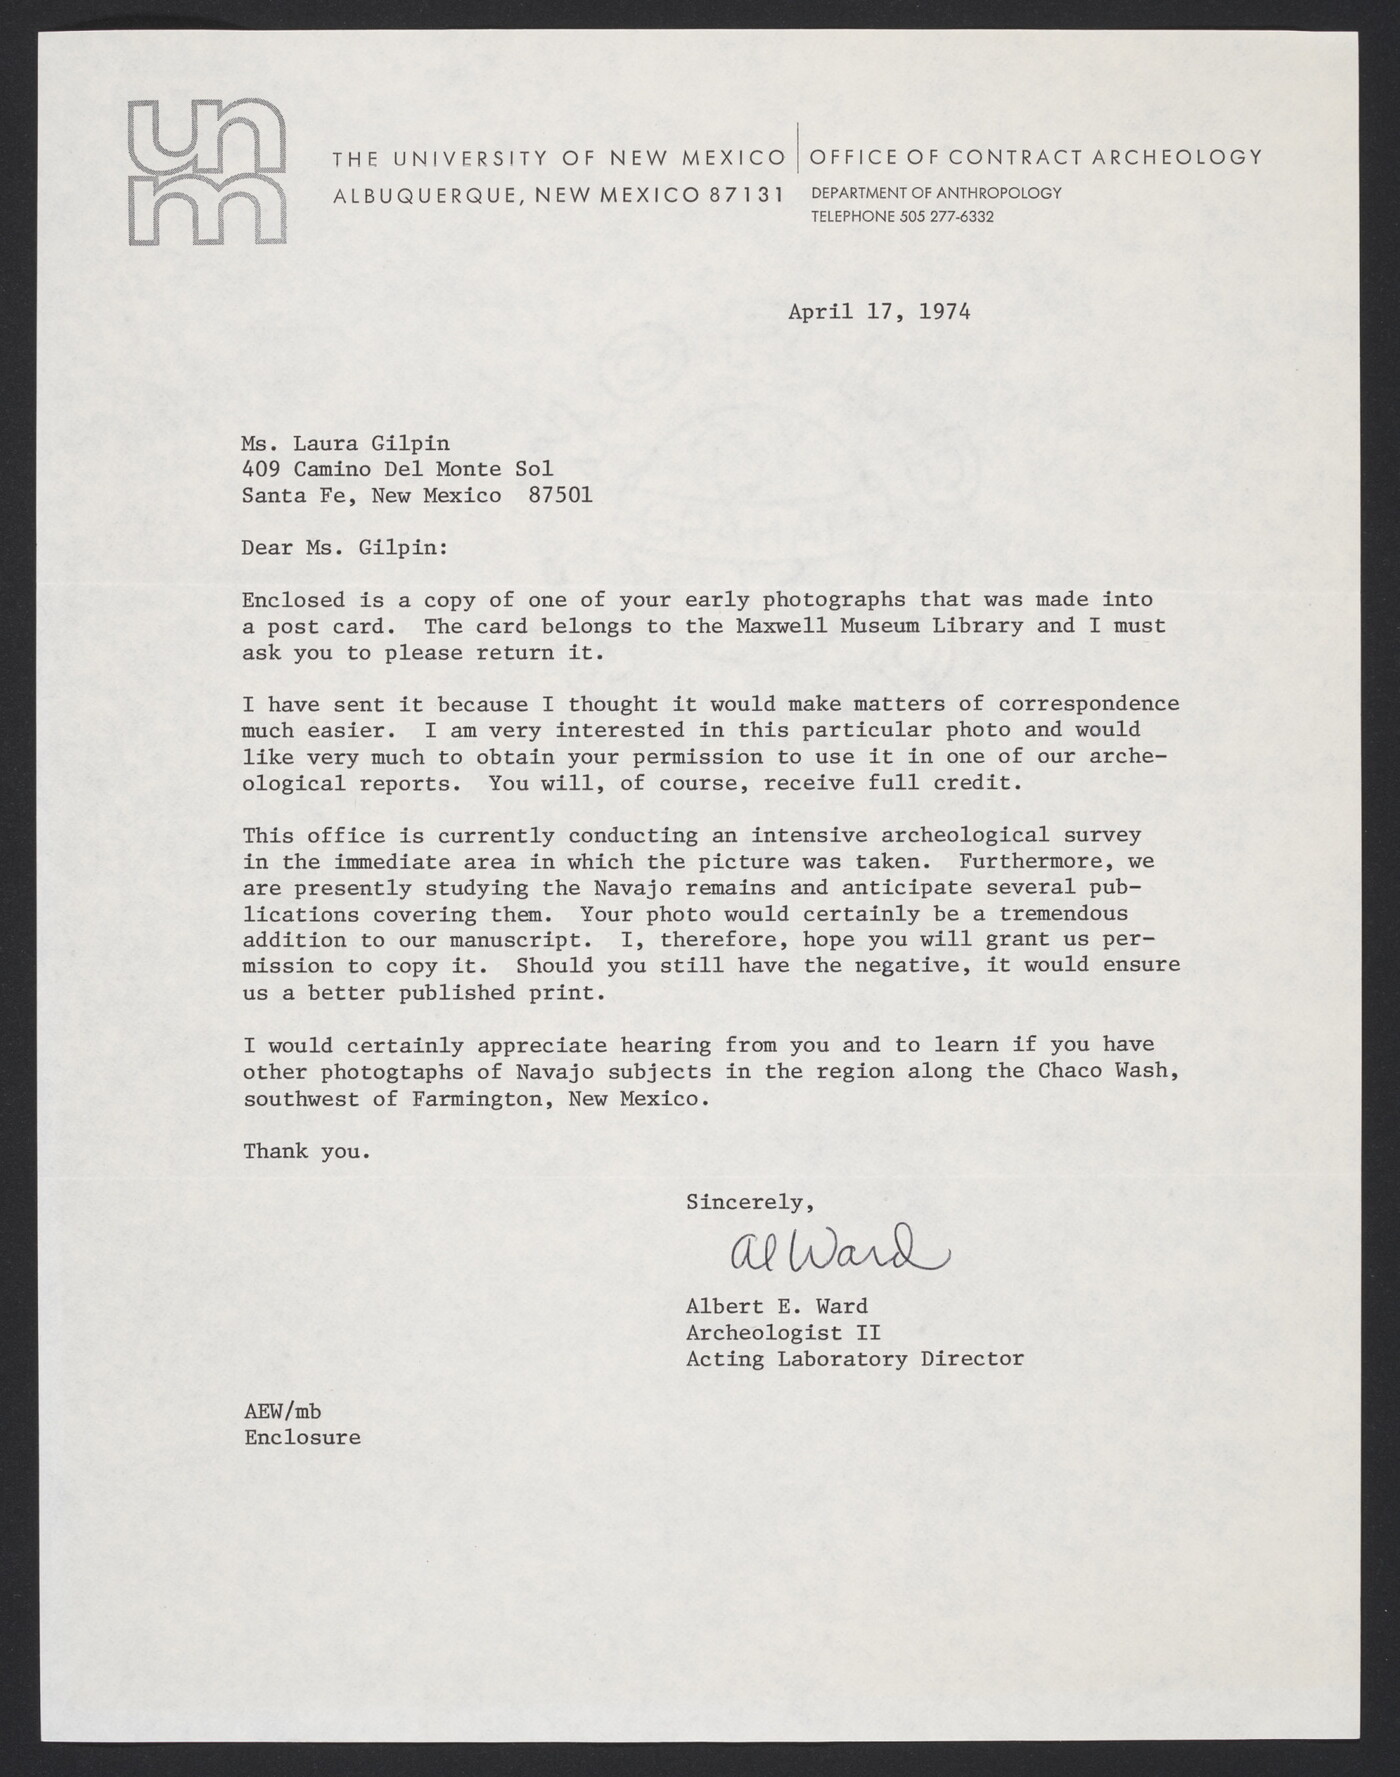 unm
THE UNIVERSITY OF NEW MEXICO
ALBUQUERQUE, NEW MEXICO 87131
OFFICE OF CONTRACT ARCHEOLOGY
DEPARTMENT OF ANTHROPOLOGY
TELEPHONE 505 277-6332
April 17, 1974
Ms. Laura Gilpin
409 Camino Del Monte Sol
Santa Fe, New Mexico  87501
Dear Ms. Gilpin:
Enclosed is a copy of one of your early photographs that was made into
a post card.  The card belongs to the Maxwell Museum Library and I must
ask you to please return it.
I have sent it because I thought it would make matters of correspondence
much easier.  I am very interested in this particular photo and would
like very much to obtain your permission to use it in one of our arche-
ological reports.  You will, of course, receive full credit.
This office is currently conducting an intensive archeological survey
in the immediate area in which the picture was taken.  Furthermore, we
are presently studying the Navajo remains and anticipate several pub-
lications covering them.  Your photo would certainly be a tremendous
addition to our manuscript.  I, therefore, hope you will grant us per-
mission to copy it.  Should you still have the negative, it would ensure
us a better published print.
I would certainly appreciate hearing from you and to learn if you have
other photogtaphs of Navajo subjects in the region along the Chaco Wash,
southwest of Farmington, New Mexico.
Thank you.
Sincerely,
Al Ward
Albert E. Ward
Archeologist II
Acting Laboratory Director
AEW/mb
Enclosure